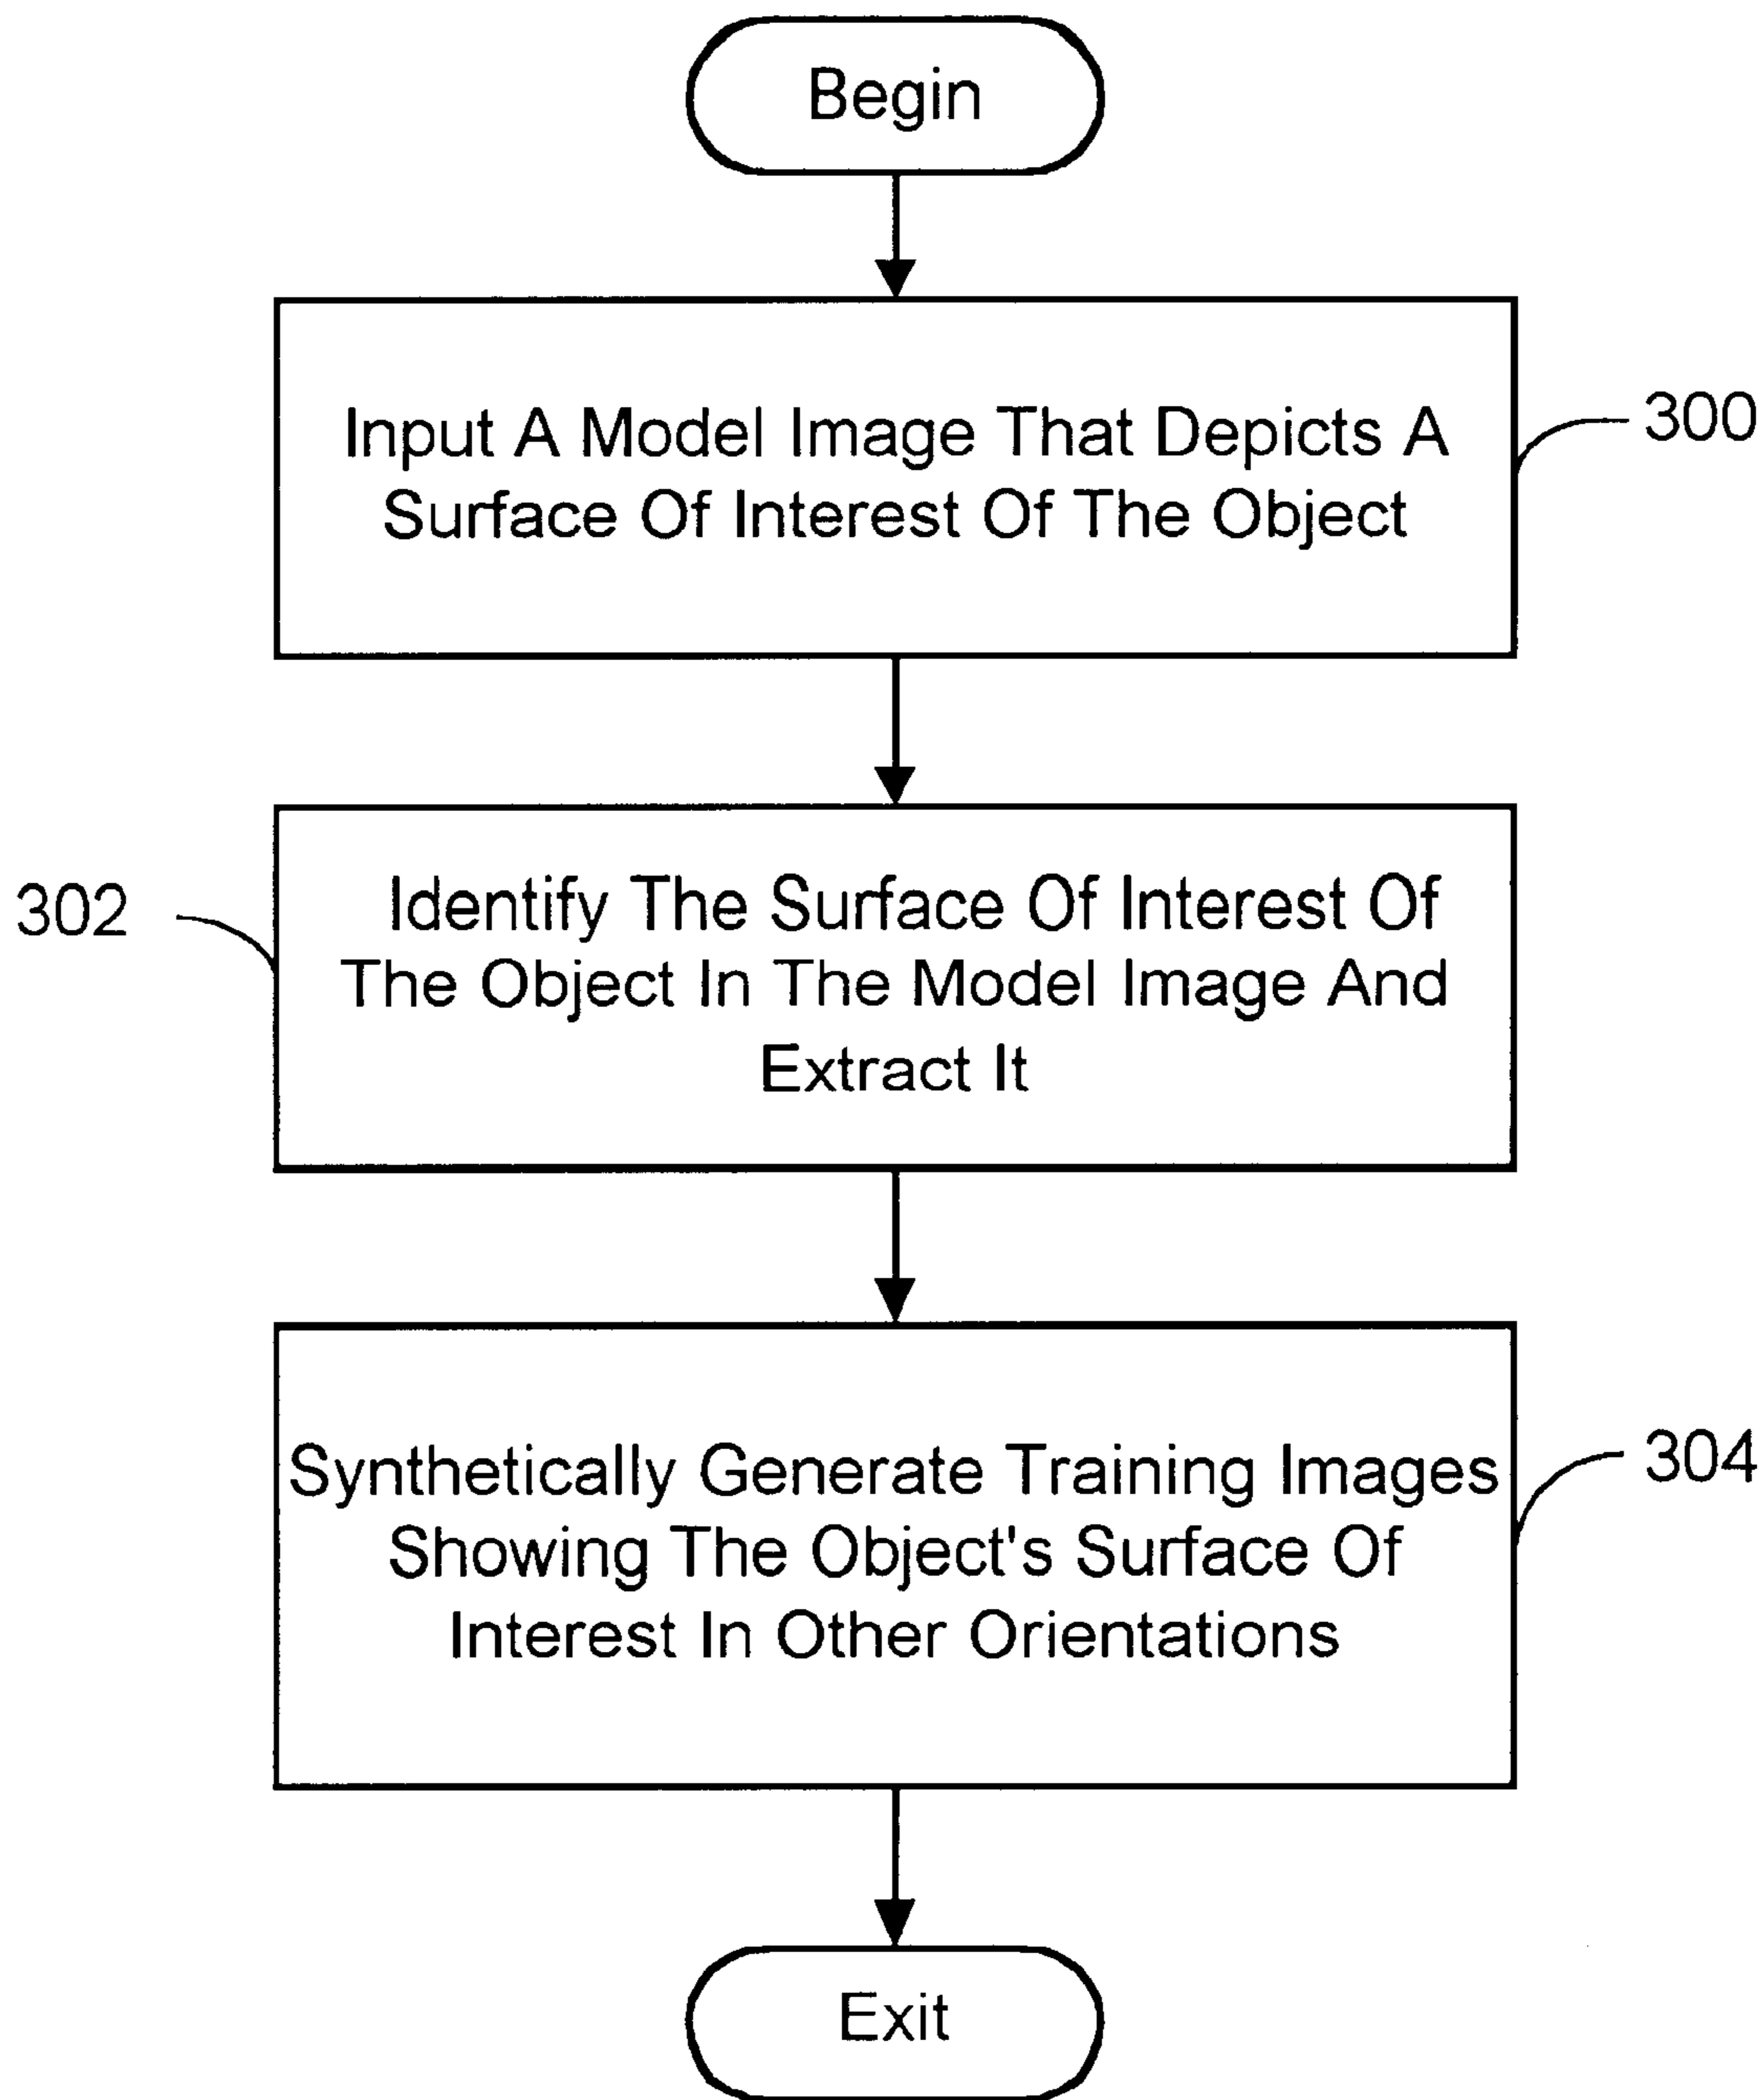 Begin
Input A Model Image That Depicts A
Surface Of Interest Of The Object
300
302
Identify The Surface Of Interest Of
The Object In The Model Image And
Extract It
Synthetically Generate Training Images
Showing The Object's Surface Of
Interest In Other Orientations
304
Exit